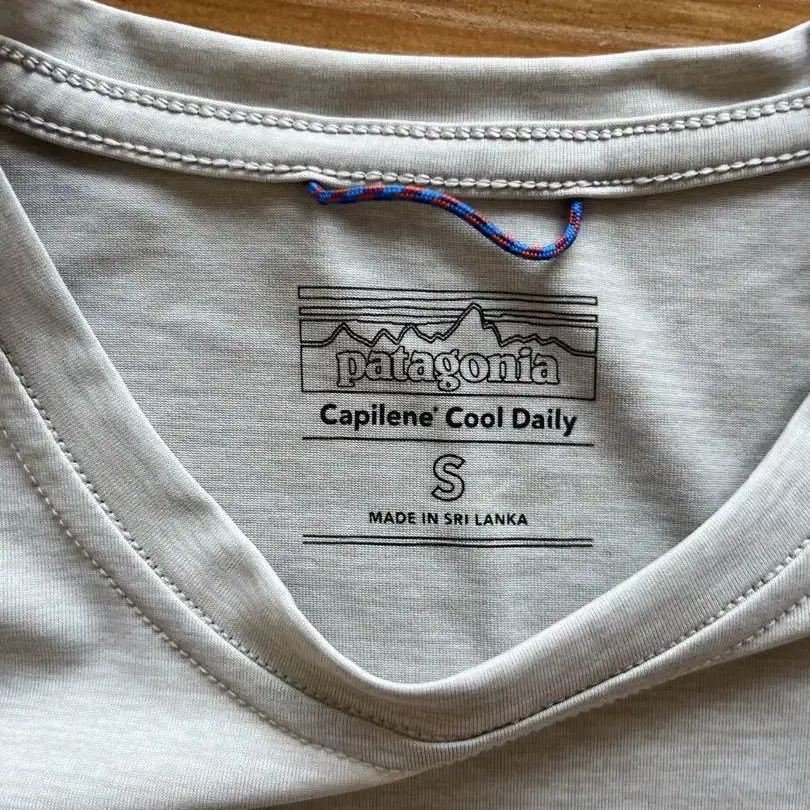 patagonia
Capilene® Cool Daily
S
MADE IN SRI LANKA